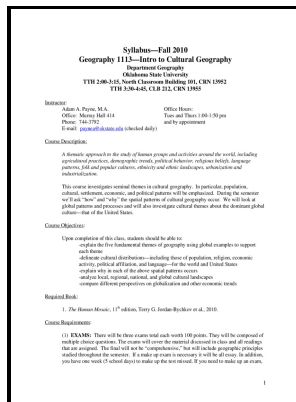 Syllabus—Fall 2010
Geography 1113—Intro to Cultural Geography
Department Geography
Oklahoma State University
TTH 2:00-3:15, North Classroom Building 101, CRN 13952
TTH 3:30-4:45, CLB 212, CRN 13955
Instructor:
Adam A. Payne, M.A. Office Hours:
Office: Murray Hall 414 Tues and Thurs 1:00-1:50 pm
Phone: 744-3792 and by appointment
E-mail: paynea@okstate.edu (checked daily)
Course Description:
A thematic approach to the study of human groups and activities around the world, including
agricultural practices, demographic trends, political behavior, religious beliefs, language
patterns, folk and popular cultures, ethnicity and ethnic landscapes, urbanization and
industrialization.
This course investigates seminal themes in cultural geography. In particular, population,
cultural, settlement, economic, and political patterns will be emphasized. During the semester
we'll ask "how" and "why" the spatial patterns of cultural geography occur. We will look at
global patterns and processes and will also investigate cultural themes about the dominant global
culture—that of the United States.
Course Objectives:
Upon completion of this class, students should be able to:
-explain the five fundamental themes of geography using global examples to support
each theme
-delineate cultural distributions—including those of population, religion, economic
activity, political affiliation, and language—for the world and United States
-explain why in each of the above spatial patterns occurs
-analyze local, regional, national, and global cultural landscapes
-compare different perspectives on globalization and other economic trends
Required Book:
1. The Human Mosaic, 11th edition, Terry G. Jordan-Bychkov et al., 2010.
Course Requirements:
(1) EXAMS: There will be three exams total each worth 100 points. They will be composed of
multiple choice questions. The exams will cover the material discussed in class and all readings
that are assigned. The final will not be "comprehensive," but will include geographic principles
studied throughout the semester. If a make up exam is necessary it will be all essay. In addition,
you have one week (5 school days) to make up the test missed. If you need to make up an exam,
1